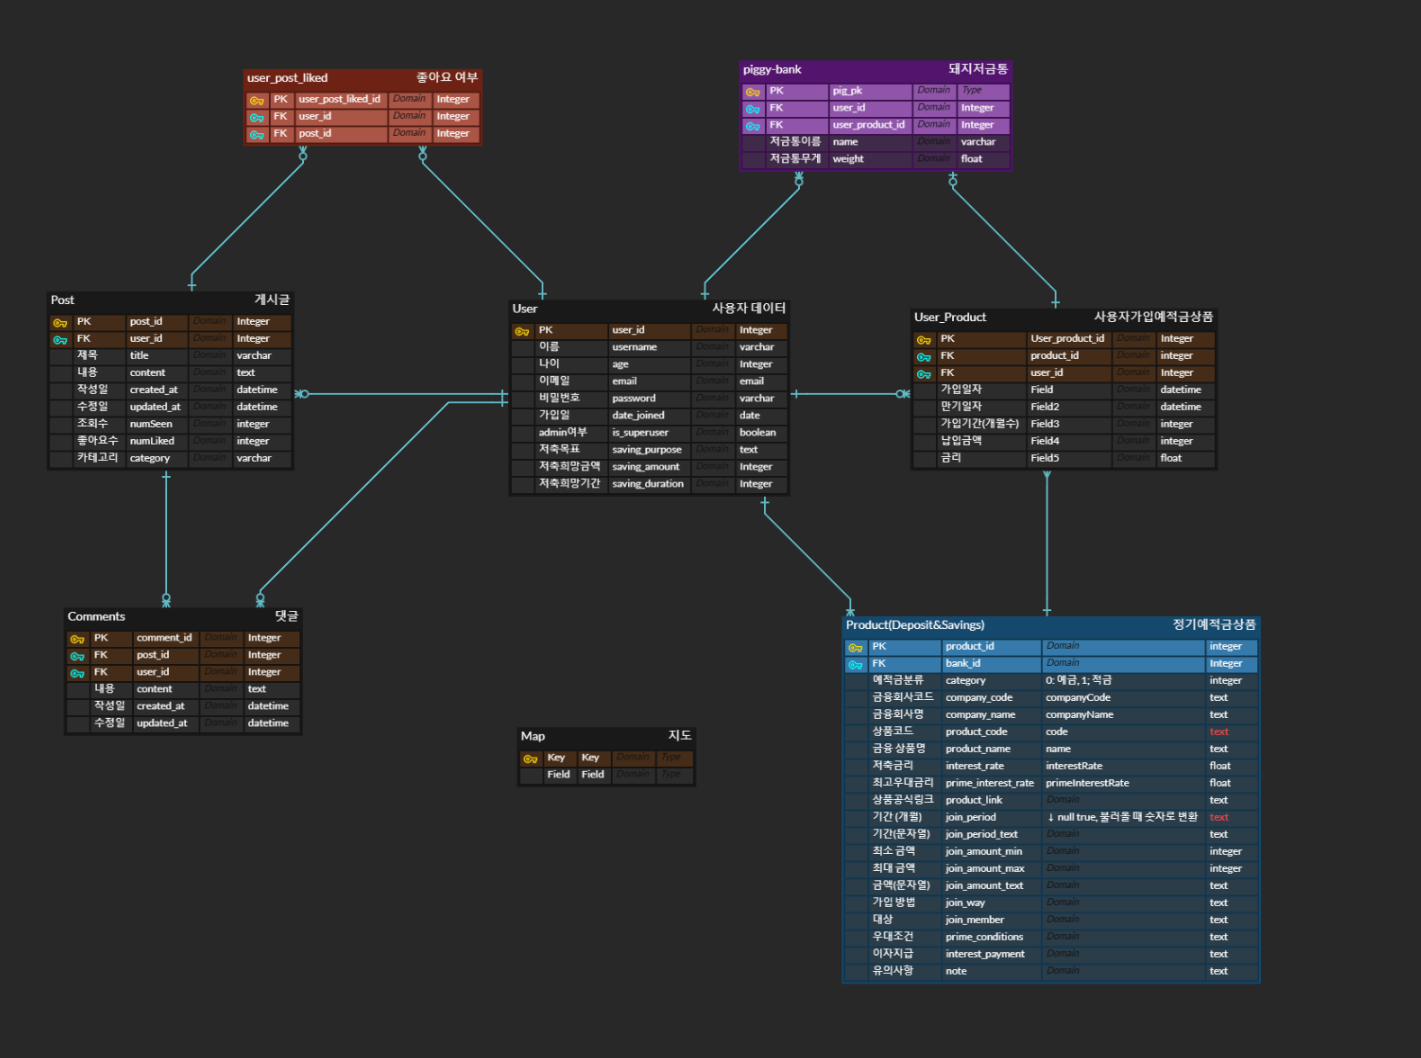 user_post_liked 좋아요 여부
PK user_post_liked_id Domain Integer
FK user_id Domain Integer
FK post_id Domain Integer
piggy-bank 돼지저금통
PK pig_pk Domain Type
FK user_id Domain Integer
FK user_product_id Domain Integer
저금통이름 name Domain varchar
저금통무게 weight Domain float
Post 게시글
PK post_id Domain Integer
FK user_id Domain Integer
제목 title Domain varchar
내용 content Domain text
작성일 created_at Domain datetime
수정일 updated_at Domain datetime
조회수 numSeen Domain integer
좋아요수 numLiked Domain integer
카테고리 category Domain varchar
User 사용자 데이터
PK user_id Domain Integer
이름 username Domain varchar
나이 age Domain Integer
이메일 email Domain email
비밀번호 password Domain varchar
가입일 date_joined Domain date
admin여부 is_superuser Domain boolean
저축목표 saving_purpose Domain text
저축희망금액 saving_amount Domain Integer
저축희망기간 saving_duration Domain Integer
User_Product 사용자가입예적금상품
PK User_product_id Domain Integer
FK product_id Domain integer
FK user_id Domain Integer
가입일자 Field Domain datetime
만기일자 Field2 Domain datetime
가입기간(개월수) Field3 Domain integer
납입금액 Field4 Domain integer
금리 Field5 Domain float
Comments 댓글
PK comment_id Domain Integer
FK post_id Domain Integer
FK user_id Domain Integer
내용 content Domain text
작성일 created_at Domain datetime
수정일 updated_at Domain datetime
Map 지도
Key Key Domain Type
Field Field Domain Type
Product(Deposit&Savings) 정기예적금상품
PK product_id Domain integer
FK bank_id Domain Integer
예적금분류 category 0: 예금, 1; 적금 integer
금융회사코드 company_code companyCode text
금융회사명 company_name companyName text
상품코드 product_code code text
금융 상품명 product_name name text
저축금리 interest_rate interestRate float
최고우대금리 prime_interest_rate primeInterestRate float
상품공식링크 product_link Domain text
기간 (개월) join_period ↓ null true, 불러올 때 숫자로 변환 text
기간(문자열) join_period_text Domain text
최소 금액 join_amount_min Domain integer
최대 금액 join_amount_max Domain integer
금액(문자열) join_amount_text Domain text
가입 방법 join_way Domain text
대상 join_member Domain text
우대조건 prime_conditions Domain text
이자지급 interest_payment Domain text
유의사항 note Domain text